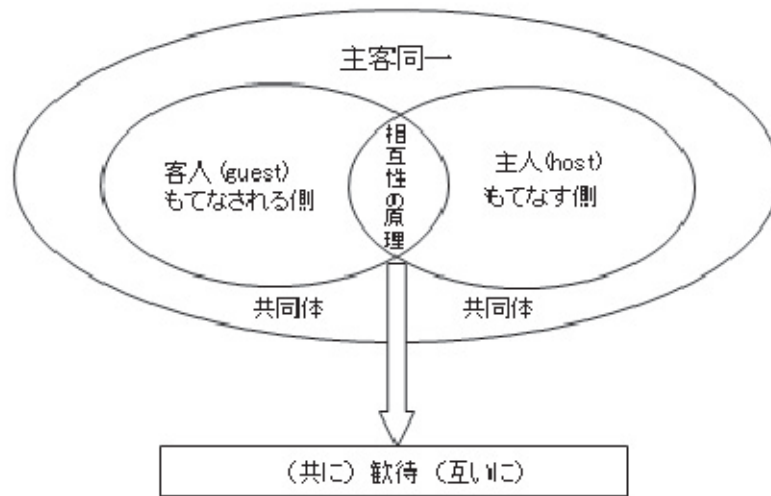 主客同一
客人(guest)
もてなされる側
相互性の原理
主人(host)
もてなす側
共同体
共同体
(共に) 歓待 (互いに)